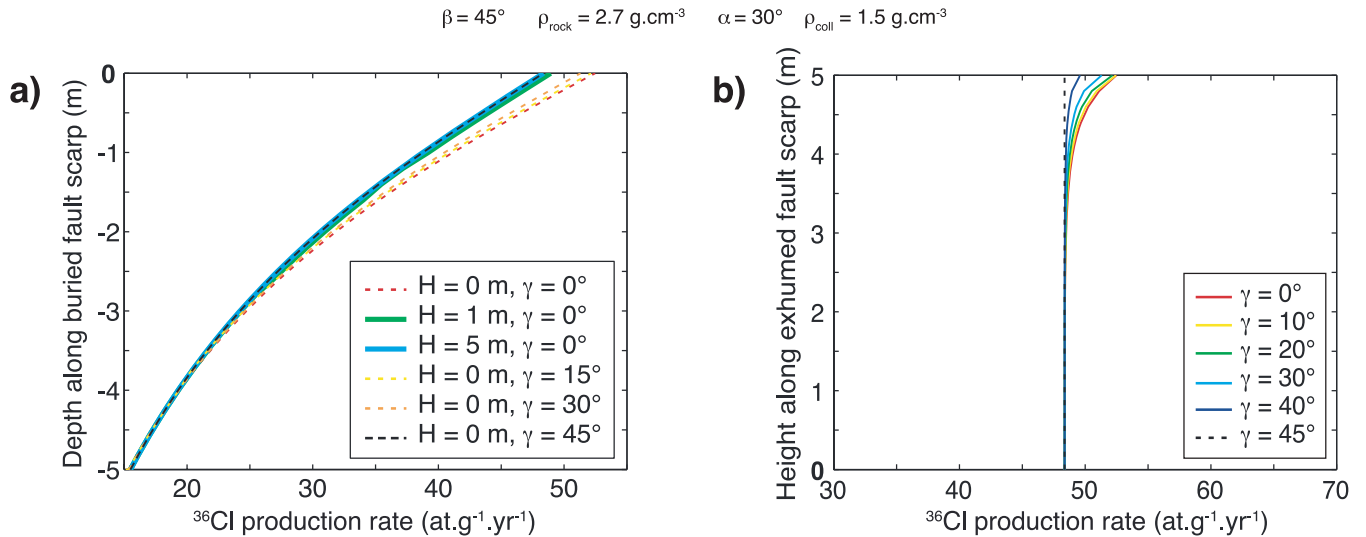 β = 45° ρrock = 2.7 g.cm-3 α = 30° ρcoll = 1.5 g.cm-3
a)
Depth along buried fault scarp (m)
0
-1
-2
-3
-4
-5
20 30 40 50
36Cl production rate (at.g-1.yr-1)
H = 0 m, γ = 0°
H = 1 m, γ = 0°
H = 5 m, γ = 0°
H = 0 m, γ = 15°
H = 0 m, γ = 30°
H = 0 m, γ = 45°
b)
Height along exhumed fault scarp (m)
5
4
3
2
1
0
30 40 50 60 70
36Cl production rate (at.g-1.yr-1)
γ = 0°
γ = 10°
γ = 20°
γ = 30°
γ = 40°
γ = 45°